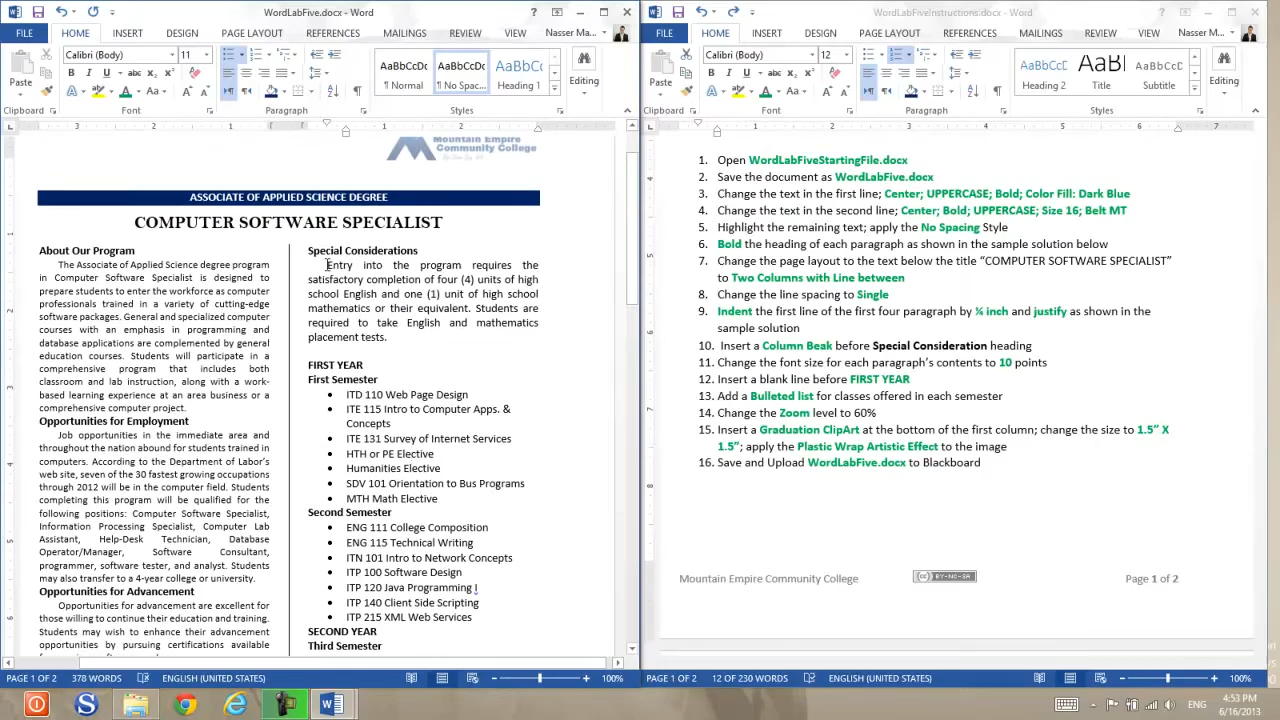 WordLabFive.docx - Word
FILE HOME INSERT DESIGN PAGE LAYOUT REFERENCES MAILINGS REVIEW VIEW Nasser Ma...
Paste
Calibri (Body) 11
Editing
AaBbCcDc AaBbCcDc AaBbCc
¶ Normal ¶ No Spac... Heading 1
Clipboard Font Paragraph Styles
Mountain Empire
Community College
ASSOCIATE OF APPLIED SCIENCE DEGREE
COMPUTER SOFTWARE SPECIALIST
About Our Program
The Associate of Applied Science degree program
in Computer Software Specialist is designed to
prepare students to enter the workforce as computer
professionals trained in a variety of cutting-edge
software packages. General and specialized computer
courses with an emphasis in programming and
database applications are complemented by general
education courses. Students will participate in a
comprehensive program that includes both
classroom and lab instruction, along with a work-
based learning experience at an area business or a
comprehensive computer project.
Opportunities for Employment
Job opportunities in the immediate area and
throughout the nation abound for students trained in
computers. According to the Department of Labor's
web site, seven of the 30 fastest growing occupations
through 2012 will be in the computer field. Students
completing this program will be qualified for the
following positions: Computer Software Specialist,
Information Processing Specialist, Computer Lab
Assistant, Help-Desk Technician, Database
Operator/Manager, Software Consultant,
programmer, software tester, and analyst. Students
may also transfer to a 4-year college or university.
Opportunities for Advancement
Opportunities for advancement are excellent for
those willing to continue their education and training.
Students may wish to enhance their advancement
opportunities by pursuing certifications available
Special Considerations
Entry into the program requires the
satisfactory completion of four (4) units of high
school English and one (1) unit of high school
mathematics or their equivalent. Students are
required to take English and mathematics
placement tests.
FIRST YEAR
First Semester
• ITD 110 Web Page Design
• ITE 115 Intro to Computer Apps. &
Concepts
• ITE 131 Survey of Internet Services
• HTH or PE Elective
• Humanities Elective
• SDV 101 Orientation to Bus Programs
• MTH Math Elective
Second Semester
• ENG 111 College Composition
• ENG 115 Technical Writing
• ITN 101 Intro to Network Concepts
• ITP 100 Software Design
• ITP 120 Java Programming I
• ITP 140 Client Side Scripting
• ITP 215 XML Web Services
SECOND YEAR
Third Semester
PAGE 1 OF 2 378 WORDS ENGLISH (UNITED STATES) 100%
WordLabFiveInstructions.docx - Word
FILE HOME INSERT DESIGN PAGE LAYOUT REFERENCES MAILINGS REVIEW VIEW Nasser M...
Paste
Calibri (Body) 12
Editing
AaBbCcC AaBl AaBbCcD
Heading 2 Title Subtitle
Clipboard Font Paragraph Styles
1. Open WordLabFiveStartingFile.docx
2. Save the document as WordLabFive.docx
3. Change the text in the first line; Center; UPPERCASE; Bold; Color Fill: Dark Blue
4. Change the text in the second line; Center; Bold; UPPERCASE; Size 16; Belt MT
5. Highlight the remaining text; apply the No Spacing Style
6. Bold the heading of each paragraph as shown in the sample solution below
7. Change the page layout to the text below the title “COMPUTER SOFTWARE SPECIALIST”
to Two Columns with Line between
8. Change the line spacing to Single
9. Indent the first line of the first four paragraph by ¼ inch and justify as shown in the
sample solution
10. Insert a Column Beak before Special Consideration heading
11. Change the font size for each paragraph's contents to 10 points
12. Insert a blank line before FIRST YEAR
13. Add a Bulleted list for classes offered in each semester
14. Change the Zoom level to 60%
15. Insert a Graduation ClipArt at the bottom of the first column; change the size to 1.5” X
1.5”; apply the Plastic Wrap Artistic Effect to the image
16. Save and Upload WordLabFive.docx to Blackboard
Mountain Empire Community College BY-NC-SA Page 1 of 2
PAGE 1 OF 2 12 OF 230 WORDS ENGLISH (UNITED STATES) 100%
ENG 4:53 PM
6/16/2013